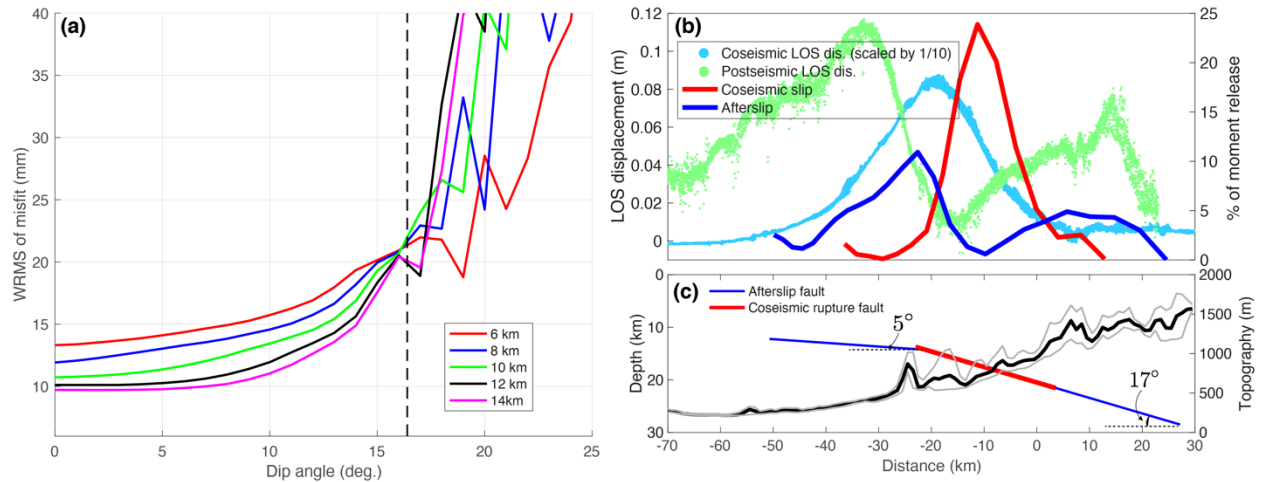 (a)
WRMS of misfit (mm)
40
35
30
25
20
15
10
6 km
8 km
10 km
12 km
14km
0
5
10
15
20
25
Dip angle (deg.)
(b)
LOS displacement (m)
0.12
0.1
0.08
0.06
0.04
0.02
0
Coseismic LOS dis. (scaled by 1/10)
Postseismic LOS dis.
Coseismic slip
Afterslip
25
20
15
10
5
0
% of moment release
(c)
Depth (km)
0
10
20
30
Afterslip fault
Coseismic rupture fault
5°
17°
2000
1500
1000
500
0
Topography (m)
-70
-60
-50
-40
-30
-20
-10
0
10
20
30
Distance (km)